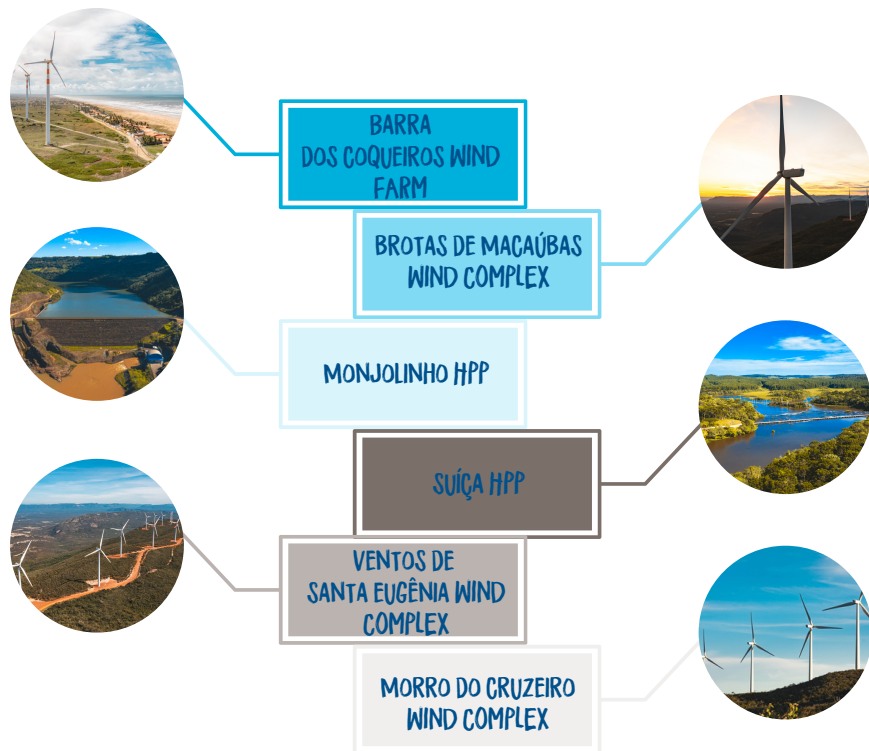 BARRA
DOS COQUEIROS WIND
FARM
BROTAS DE MACAÚBAS
WIND COMPLEX
MONJOLINHO HPP
SUÍÇA HPP
VENTOS DE
SANTA EUGÊNIA WIND
COMPLEX
MORRO DO CRUZEIRO
WIND COMPLEX